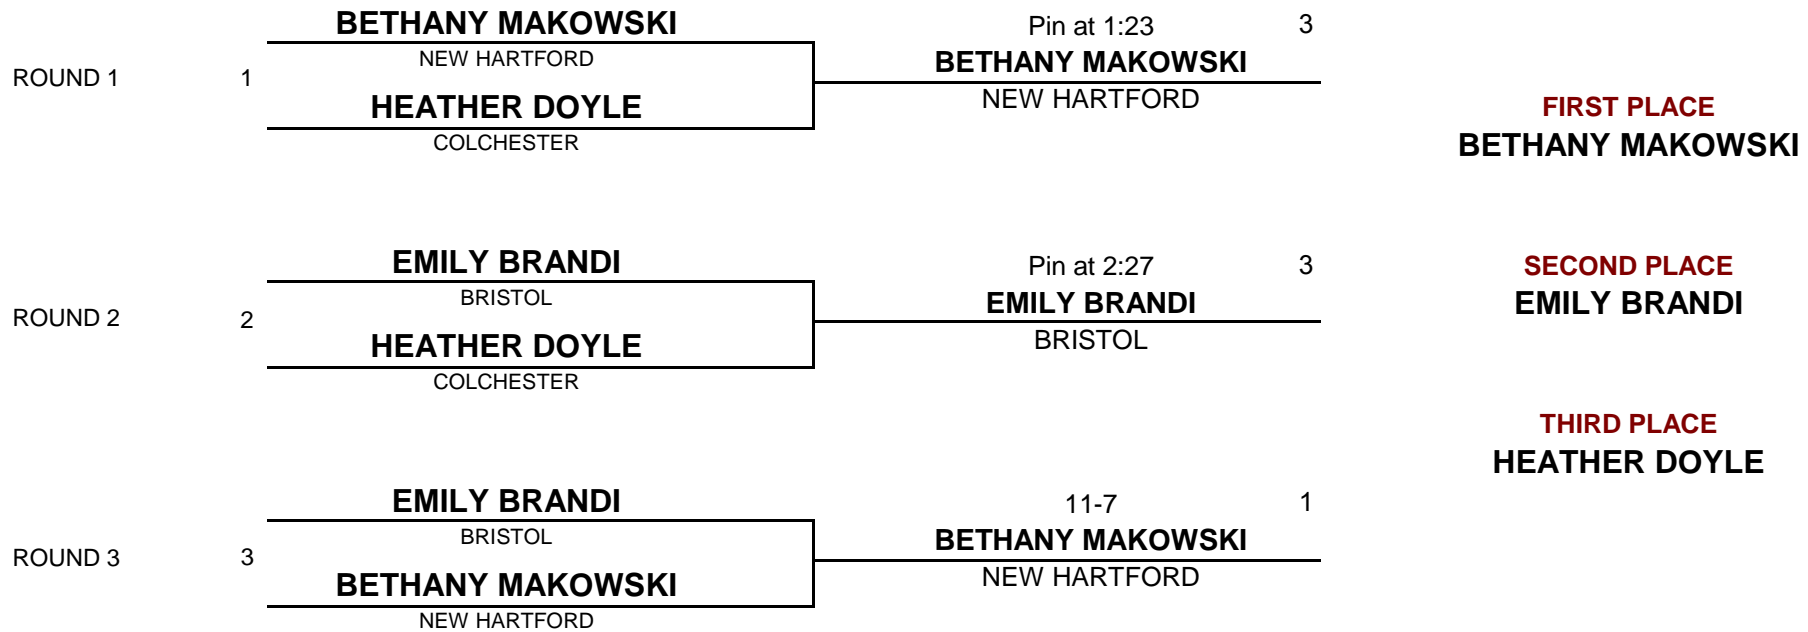 BETHANY MAKOWSKI
Pin at 1:23 3
NEW HARTFORD
BETHANY MAKOWSKI
ROUND 1 1
HEATHER DOYLE
NEW HARTFORD
COLCHESTER
FIRST PLACE
BETHANY MAKOWSKI
EMILY BRANDI
Pin at 2:27 3
BRISTOL
EMILY BRANDI
ROUND 2 2
HEATHER DOYLE
BRISTOL
COLCHESTER
SECOND PLACE
EMILY BRANDI
THIRD PLACE
HEATHER DOYLE
EMILY BRANDI
11-7 1
BRISTOL
BETHANY MAKOWSKI
ROUND 3 3
BETHANY MAKOWSKI
NEW HARTFORD
NEW HARTFORD